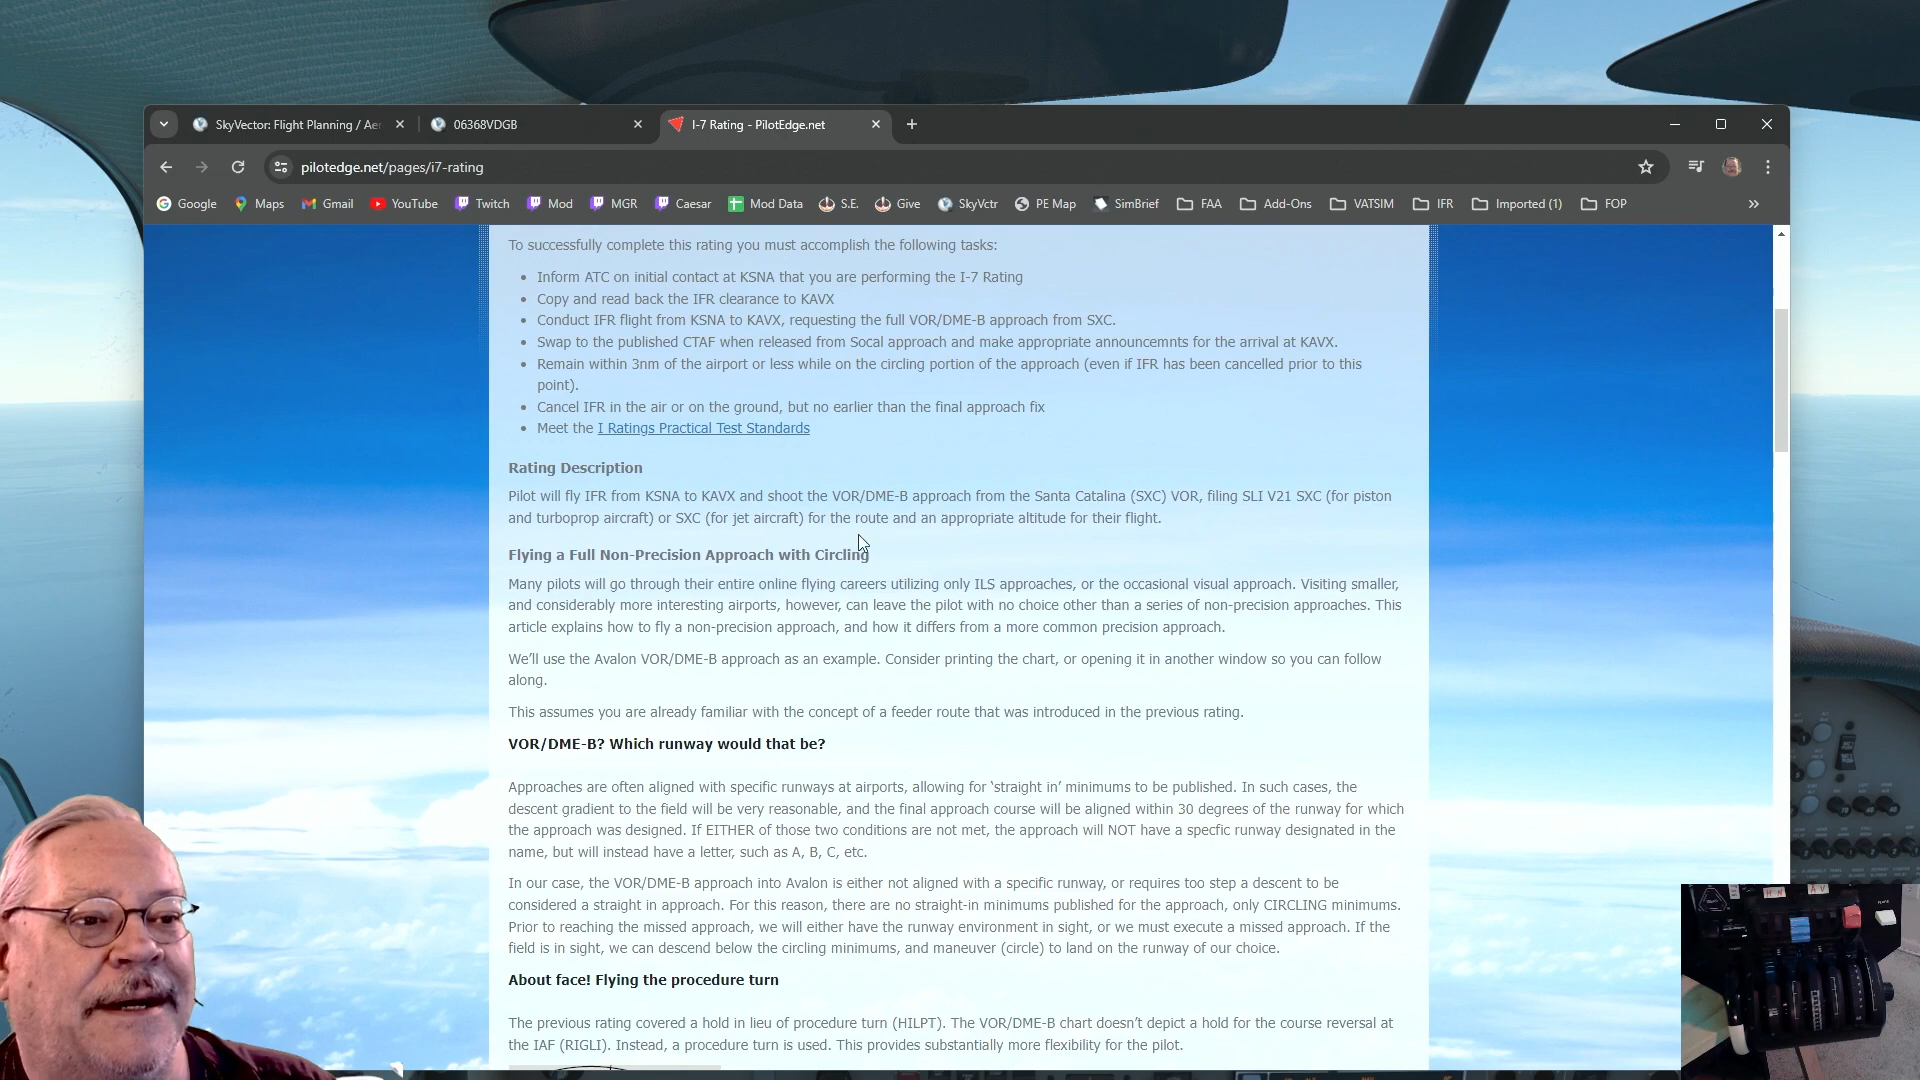 SkyVector: Flight Planning / Aer
06368VDGB
I-7 Rating - PilotEdge.net
pilotedge.net/pages/i7-rating
Google Maps Gmail YouTube Twitch Mod MGR Caesar Mod Data S.E. Give SkyVctr PE Map SimBrief FAA Add-Ons VATSIM IFR Imported (1) FOP
To successfully complete this rating you must accomplish the following tasks:
• Inform ATC on initial contact at KSNA that you are performing the I-7 Rating
• Copy and read back the IFR clearance to KAVX
• Conduct IFR flight from KSNA to KAVX, requesting the full VOR/DME-B approach from SXC.
• Swap to the published CTAF when released from Socal approach and make appropriate announcemnts for the arrival at KAVX.
• Remain within 3nm of the airport or less while on the circling portion of the approach (even if IFR has been cancelled prior to this
point).
• Cancel IFR in the air or on the ground, but no earlier than the final approach fix
• Meet the I Ratings Practical Test Standards
Rating Description
Pilot will fly IFR from KSNA to KAVX and shoot the VOR/DME-B approach from the Santa Catalina (SXC) VOR, filing SLI V21 SXC (for piston
and turboprop aircraft) or SXC (for jet aircraft) for the route and an appropriate altitude for their flight.
Flying a Full Non-Precision Approach with Circling
Many pilots will go through their entire online flying careers utilizing only ILS approaches, or the occasional visual approach. Visiting smaller,
and considerably more interesting airports, however, can leave the pilot with no choice other than a series of non-precision approaches. This
article explains how to fly a non-precision approach, and how it differs from a more common precision approach.
We'll use the Avalon VOR/DME-B approach as an example. Consider printing the chart, or opening it in another window so you can follow
along.
This assumes you are already familiar with the concept of a feeder route that was introduced in the previous rating.
VOR/DME-B? Which runway would that be?
Approaches are often aligned with specific runways at airports, allowing for 'straight in' minimums to be published. In such cases, the
descent gradient to the field will be very reasonable, and the final approach course will be aligned within 30 degrees of the runway for which
the approach was designed. If EITHER of those two conditions are not met, the approach will NOT have a specfic runway designated in the
name, but will instead have a letter, such as A, B, C, etc.
In our case, the VOR/DME-B approach into Avalon is either not aligned with a specific runway, or requires too step a descent to be
considered a straight in approach. For this reason, there are no straight-in minimums published for the approach, only CIRCLING minimums.
Prior to reaching the missed approach, we will either have the runway environment in sight, or we must execute a missed approach. If the
field is in sight, we can descend below the circling minimums, and maneuver (circle) to land on the runway of our choice.
About face! Flying the procedure turn
The previous rating covered a hold in lieu of procedure turn (HILPT). The VOR/DME-B chart doesn't depict a hold for the course reversal at
the IAF (RIGLI). Instead, a procedure turn is used. This provides substantially more flexibility for the pilot.